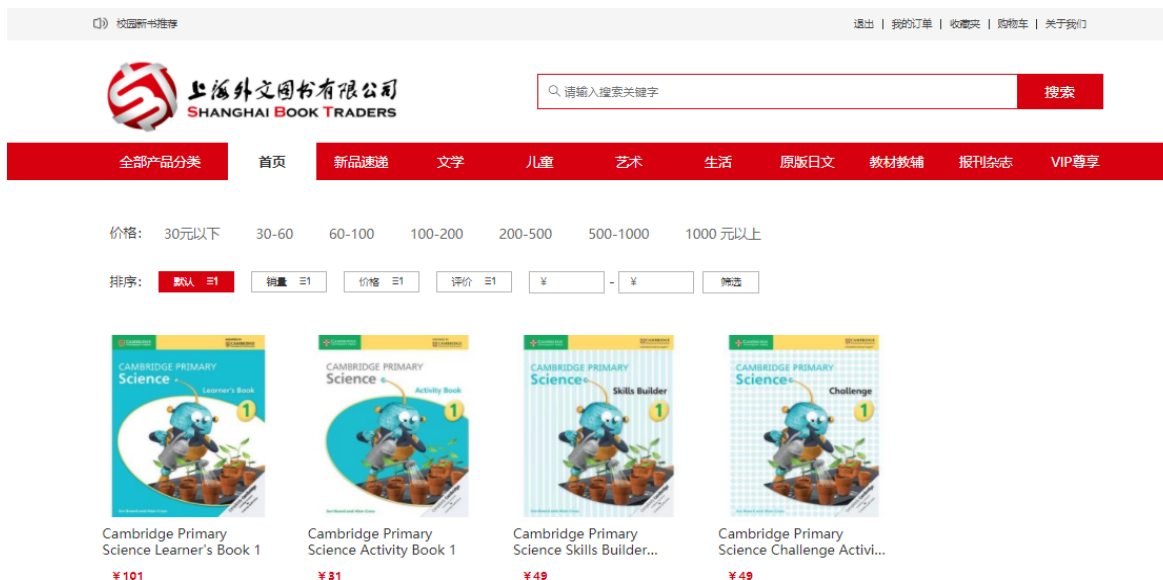 校园新书推荐
退出 | 我的订单 | 收藏夹 | 购物车 | 关于我们
上海外文图书有限公司
SHANGHAI BOOK TRADERS
请输入搜索关键字
搜索
全部产品分类 首页 新品速递 文学 儿童 艺术 生活 原版日文 教材教辅 报刊杂志 VIP尊享
价格： 30元以下 30-60 60-100 100-200 200-500 500-1000 1000 元以上
排序： 默认 销量 价格 评价 ¥ - ¥ 筛选
CAMBRIDGE PRIMARY
Science
Learner's Book
1
CAMBRIDGE PRIMARY
Science
Activity Book
1
CAMBRIDGE PRIMARY
Science
Skills Builder
1
CAMBRIDGE PRIMARY
Science
Challenge
1
Cambridge Primary
Science Learner's Book 1
¥101
Cambridge Primary
Science Activity Book 1
¥31
Cambridge Primary
Science Skills Builder...
¥49
Cambridge Primary
Science Challenge Activi...
¥49